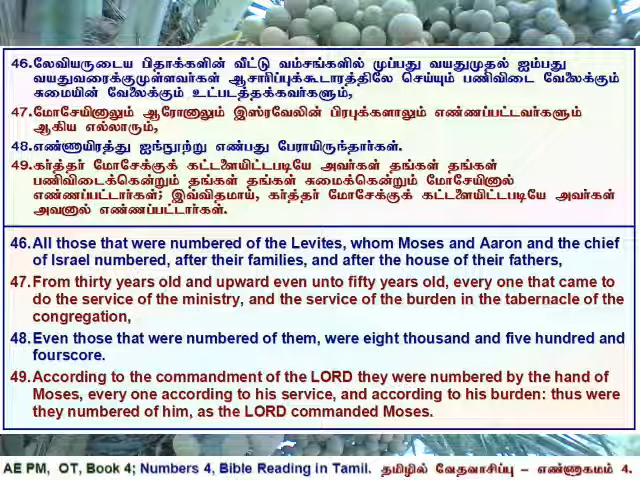 46.லேவியருடைய பிதாக்களின் வீட்டு வம்சங்களில் முப்பது வயதுமுதல் ஐம்பது
வயதுவரைக்குமுள்ளவர்கள் ஆசாரிப்புக்கூடாரத்திலே செய்யும் பணிவிடை வேலைக்கும்
சுமையின் வேலைக்கும் உட்படத்தக்கவர்களும்,
47.மோசேயினாலும் ஆரோனாலும் இஸ்ரவேலின் பிரபுக்களாலும் எண்ணப்பட்டவர்களும்
ஆகிய எல்லாரும்,
48.எண்ணாயிரத்து ஐந்நூற்று எண்பது பேராயிருந்தார்கள்.
49.கர்த்தர் மோசேக்குக் கட்டளையிட்டபடியே அவர்கள் தங்கள் தங்கள்
பணிவிடைக்கென்றும் தங்கள் தங்கள் சுமைக்கென்றும் மோசேயினால்
எண்ணப்பட்டார்கள்; இவ்விதமாய், கர்த்தர் மோசேக்குக் கட்டளையிட்டபடியே அவர்கள்
அவனால் எண்ணப்பட்டார்கள்.
46.All those that were numbered of the Levites, whom Moses and Aaron and the chief
of Israel numbered, after their families, and after the house of their fathers,
47.From thirty years old and upward even unto fifty years old, every one that came to
do the service of the ministry, and the service of the burden in the tabernacle of the
congregation,
48.Even those that were numbered of them, were eight thousand and five hundred and
fourscore.
49.According to the commandment of the LORD they were numbered by the hand of
Moses, every one according to his service, and according to his burden: thus were
they numbered of him, as the LORD commanded Moses.
AE PM, OT, Book 4; Numbers 4, Bible Reading in Tamil. தமிழில் வேதவாசிப்பு – எண்ணாகமம் 4.